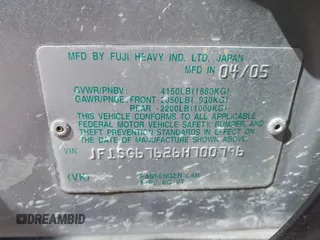 MFD BY FUJI HEAVY IND. LTD. JAPAN
MFD IN 04/05
GVWR/PNBV: 4150LB(1880KG)
GAWR/PNGE FRONT: 2050LB( 930KG)
REAR: 2200LB(1000KG)
THIS VEHICLE CONFORMS TO ALL APPLICABLE
FEDERAL MOTOR VEHICLE SAFETY, BUMPER, AND
THEFT PREVENTION STANDARDS IN EFFECT ON THE
DATE OF MANUFACTURE SHOWN ABOVE.
VIN JF1SG67626H700796
PASSENGER CAR
DREAMBID